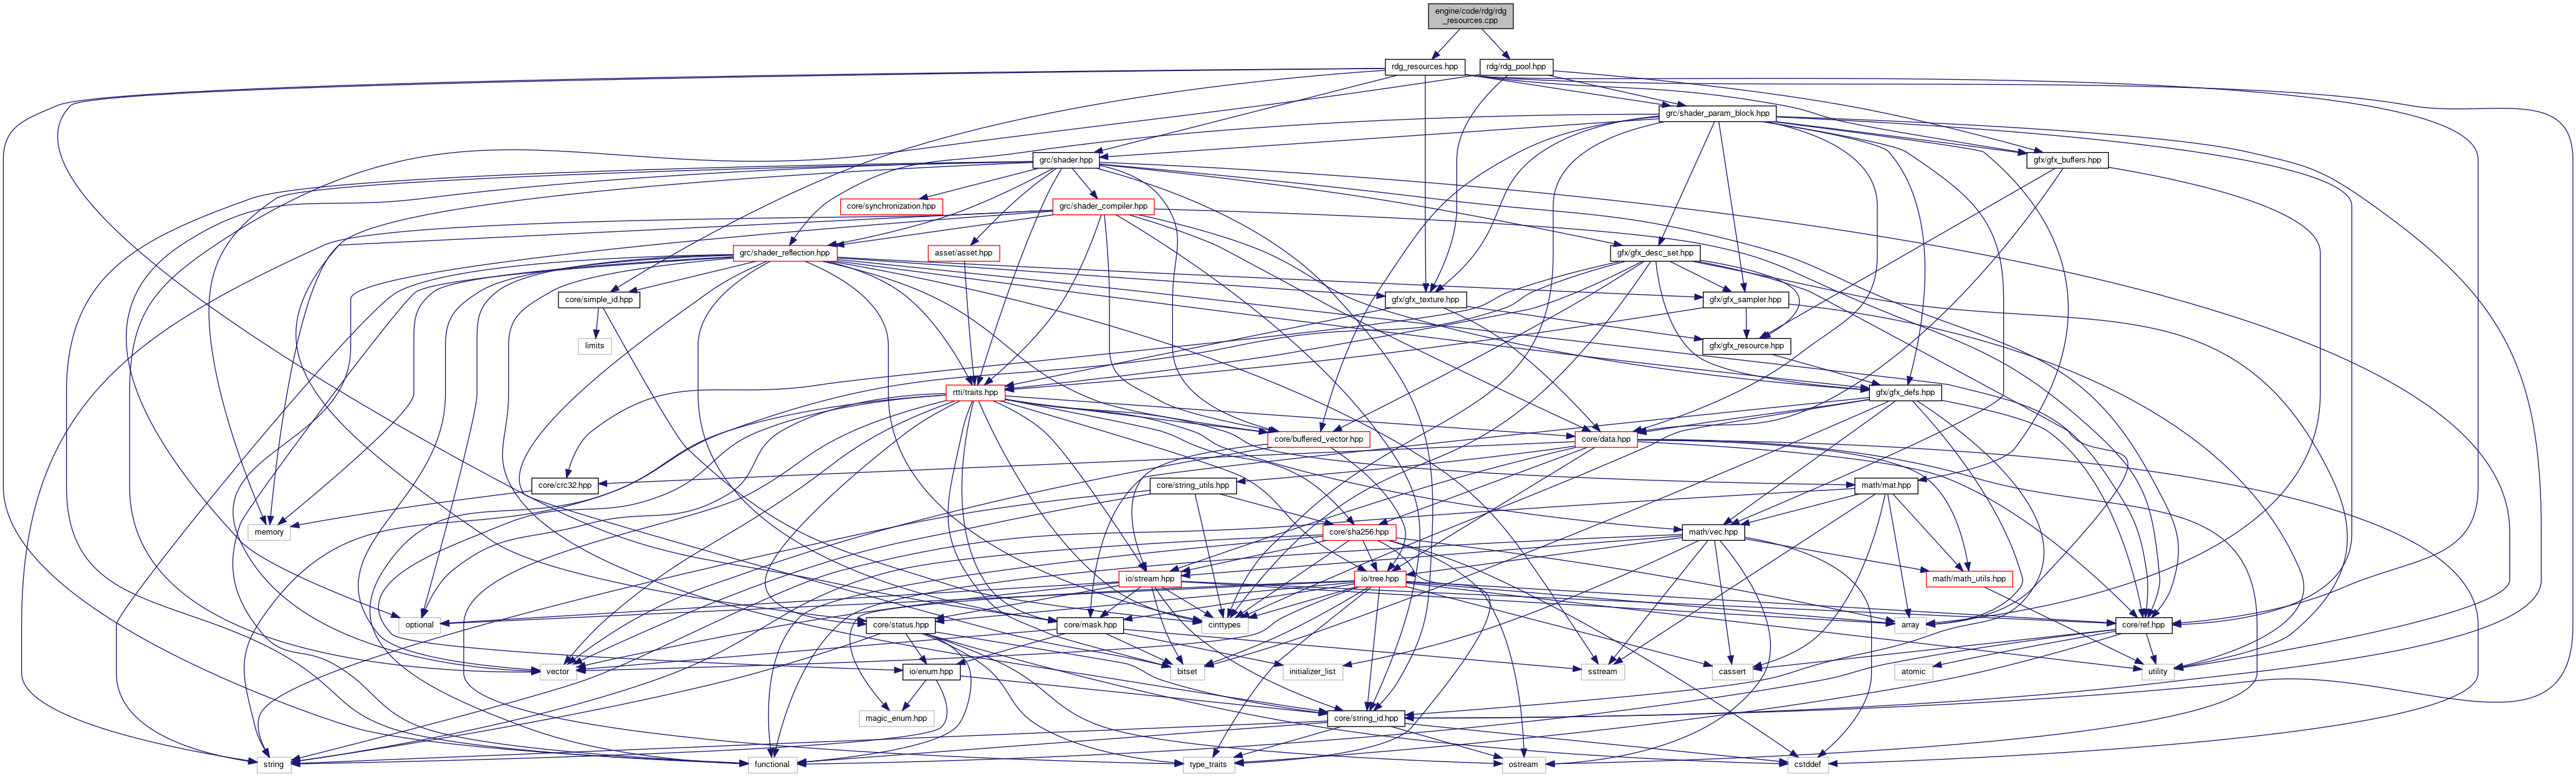 engine/code/rdg/rdg
_resources.cpp
rdg_resources.hpp
rdg/rdg_pool.hpp
grc/shader_param_block.hpp
grc/shader.hpp
gfx/gfx_buffers.hpp
core/synchronization.hpp
grc/shader_compiler.hpp
grc/shader_reflection.hpp
asset/asset.hpp
gfx/gfx_desc_set.hpp
core/simple_id.hpp
gfx/gfx_texture.hpp
gfx/gfx_sampler.hpp
limits
gfx/gfx_resource.hpp
rtti/traits.hpp
gfx/gfx_defs.hpp
core/buffered_vector.hpp
core/data.hpp
core/crc32.hpp
core/string_utils.hpp
math/mat.hpp
memory
core/sha256.hpp
math/vec.hpp
io/stream.hpp
io/tree.hpp
math/math_utils.hpp
optional
core/status.hpp
core/mask.hpp
cinttypes
array
core/ref.hpp
vector
io/enum.hpp
bitset
initializer_list
sstream
cassert
atomic
utility
magic_enum.hpp
core/string_id.hpp
string
functional
type_traits
ostream
cstddef